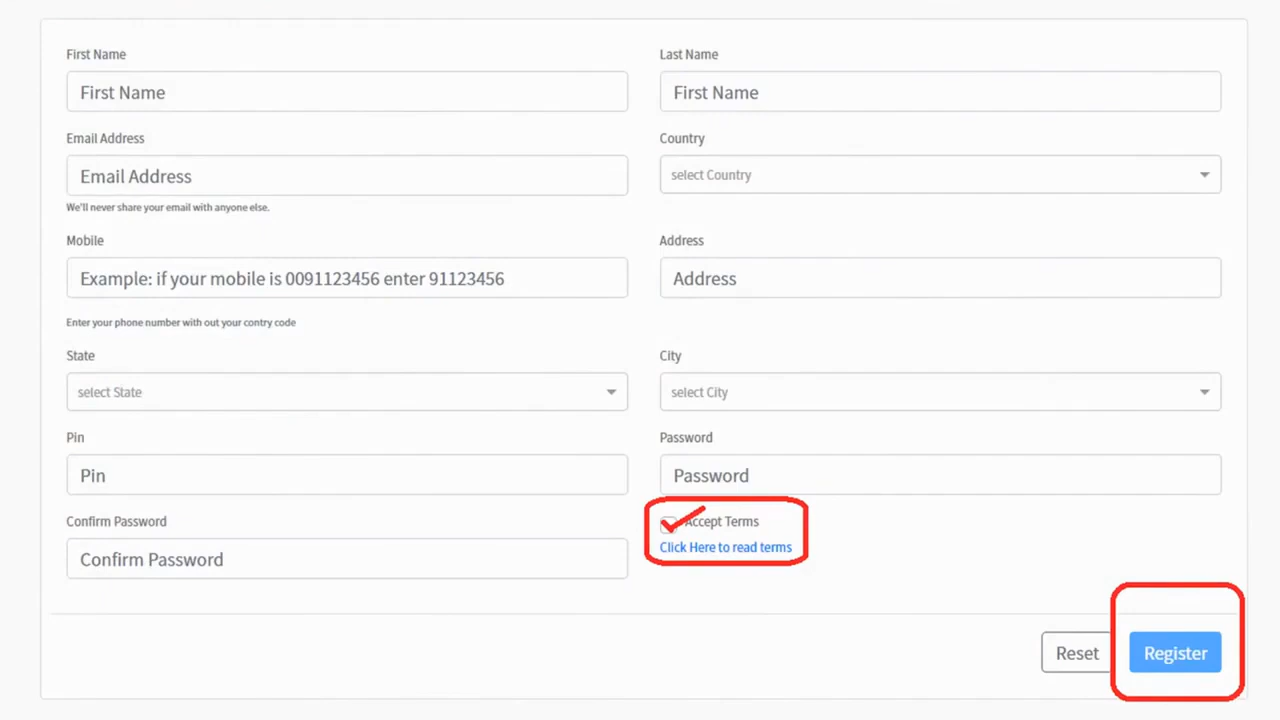 First Name
Last Name
First Name
First Name
Email Address
Country
Email Address
select Country
We'll never share your email with anyone else.
Mobile
Address
Example: if your mobile is 0091123456 enter 91123456
Address
Enter your phone number with out your contry code
State
City
select State
select City
Pin
Password
Pin
Password
Confirm Password
Accept Terms
Click Here to read terms
Confirm Password
Reset
Register